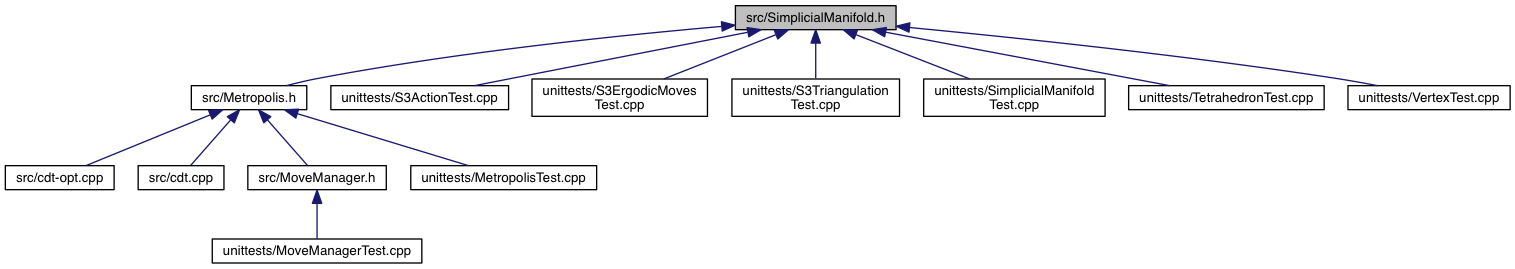 src/SimplicialManifold.h
src/Metropolis.h
unittests/S3ActionTest.cpp
unittests/S3ErgodicMoves
Test.cpp
unittests/S3Triangulation
Test.cpp
unittests/SimplicialManifold
Test.cpp
unittests/TetrahedronTest.cpp
unittests/VertexTest.cpp
src/cdt-opt.cpp
src/cdt.cpp
src/MoveManager.h
unittests/MetropolisTest.cpp
unittests/MoveManagerTest.cpp